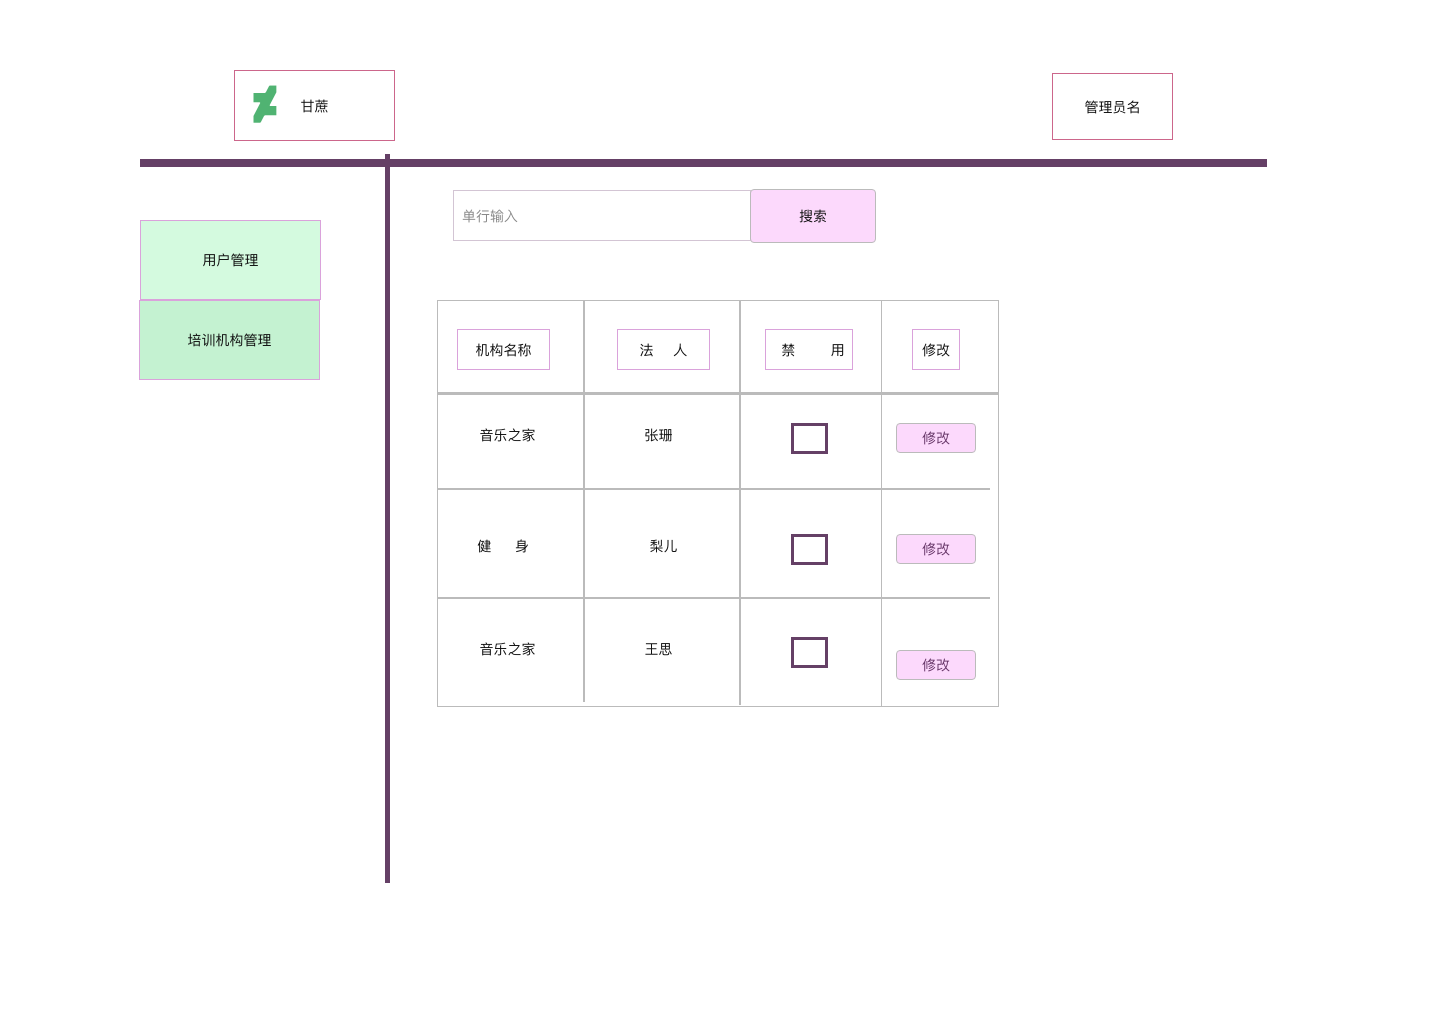 甘蔗
管理员名
单行输入 搜索
用户管理
培训机构管理
机构名称 法 人 禁 用 修改
音乐之家 张珊 修改
健 身 梨儿 修改
音乐之家 王思 修改